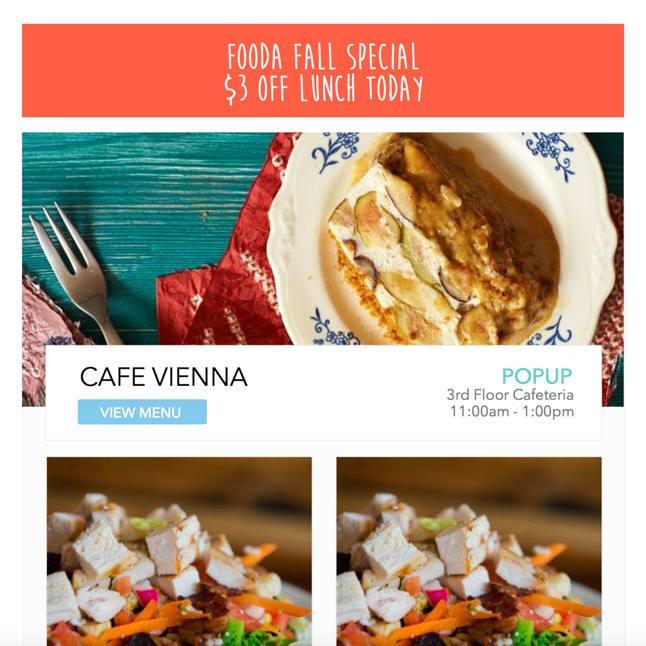 FOODA FALL SPECIAL
$3 OFF LUNCH TODAY
CAFE VIENNA
VIEW MENU
POPUP
3rd Floor Cafeteria
11:00am - 1:00pm